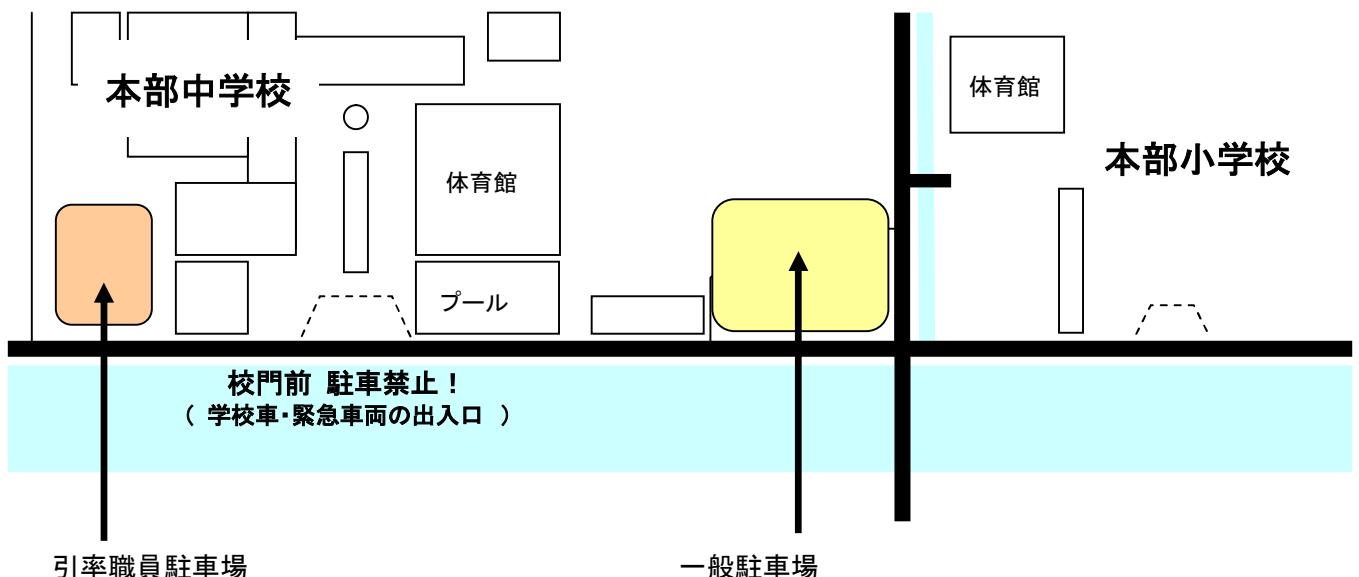 本部中学校
体育館
本部小学校
体育館
プール
校門前 駐車禁止！
（ 学校車・緊急車両の出入口 ）
引率職員駐車場
一般駐車場